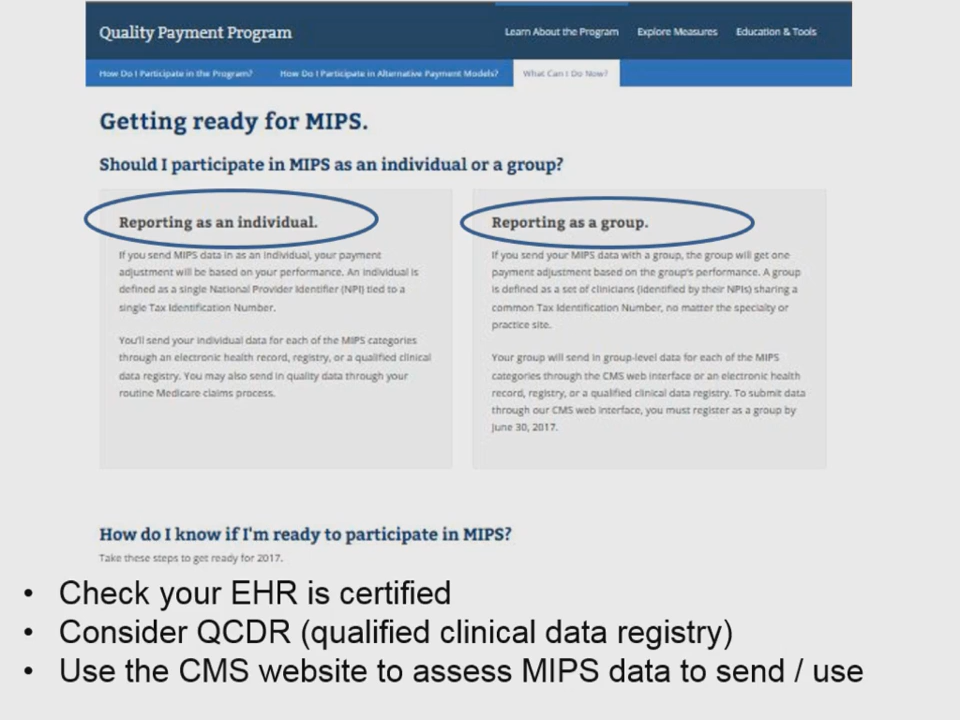 Quality Payment Program
Learn About the Program Explore Measures Education & Tools
How Do I Participate in the Program? How Do I Participate in Alternative Payment Models? What Can I Do Now?
Getting ready for MIPS.
Should I participate in MIPS as an individual or a group?
Reporting as an individual.
If you send MIPS data in as an individual, your payment
adjustment will be based on your performance. An individual is
defined as a single National Provider Identifier (NPI) tied to a
single Tax Identification Number.
You'll send your individual data for each of the MIPS categories
through an electronic health record, registry, or a qualified clinical
data registry. You may also send in quality data through your
routine Medicare claims process.
Reporting as a group.
If you send your MIPS data with a group, the group will get one
payment adjustment based on the group's performance. A group
is defined as a set of clinicians (identified by their NPIs) sharing a
common Tax Identification Number, no matter the specialty or
practice site.
Your group will send in group-level data for each of the MIPS
categories through the CMS web interface or an electronic health
record, registry, or a qualified clinical data registry. To submit data
through our CMS web interface, you must register as a group by
June 30, 2017.
How do I know if I'm ready to participate in MIPS?
Take these steps to get ready for 2017.
• Check your EHR is certified
• Consider QCDR (qualified clinical data registry)
• Use the CMS website to assess MIPS data to send / use